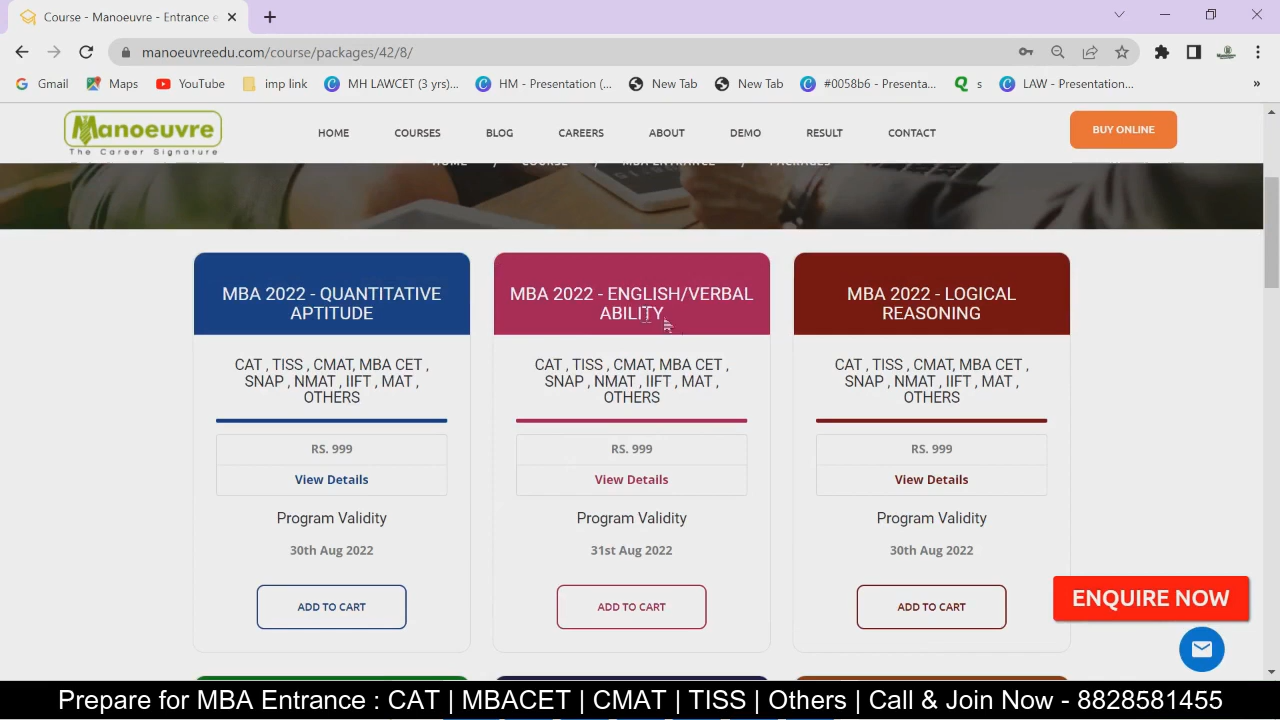 Course - Manoeuvre - Entrance e
manoeuvreedu.com/course/packages/42/8/
Gmail Maps YouTube imp link MH LAWCET (3 yrs)... HM - Presentation (... New Tab New Tab #0058b6 - Presenta... s LAW - Presentation... »
Manoeuvre
The Career Signature
HOME COURSES BLOG CAREERS ABOUT DEMO RESULT CONTACT BUY ONLINE
HOME / COURSE / MBA ENTRANCE / PACKAGES
MBA 2022 - QUANTITATIVE
APTITUDE
CAT , TISS , CMAT, MBA CET ,
SNAP , NMAT , IIFT , MAT ,
OTHERS
RS. 999
View Details
Program Validity
30th Aug 2022
ADD TO CART
MBA 2022 - ENGLISH/VERBAL
ABILITY
CAT , TISS , CMAT, MBA CET ,
SNAP , NMAT , IIFT , MAT ,
OTHERS
RS. 999
View Details
Program Validity
31st Aug 2022
ADD TO CART
MBA 2022 - LOGICAL
REASONING
CAT , TISS , CMAT, MBA CET ,
SNAP , NMAT , IIFT , MAT ,
OTHERS
RS. 999
View Details
Program Validity
30th Aug 2022
ADD TO CART
ENQUIRE NOW
Prepare for MBA Entrance : CAT | MBACET | CMAT | TISS | Others | Call & Join Now - 8828581455